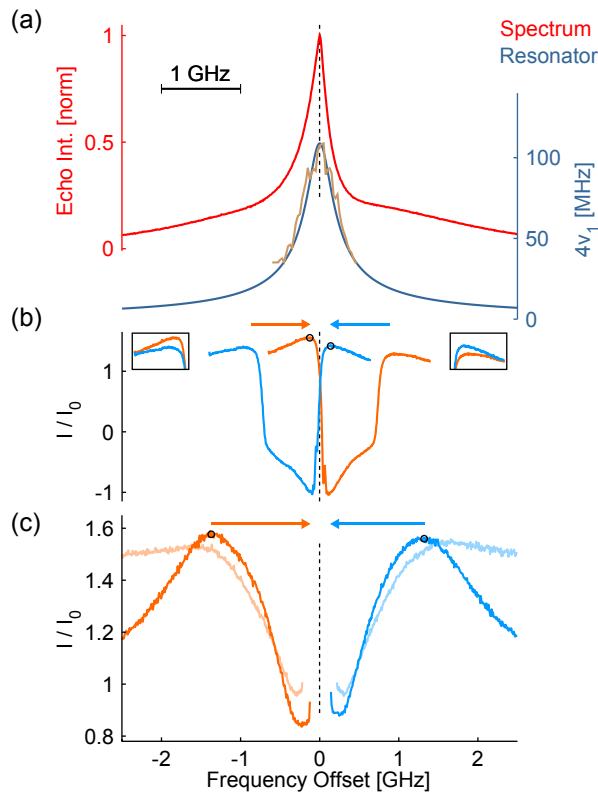 (a)
Spectrum
Resonator
1 GHz
Echo Int. [norm]
1
0.5
0
4ν₁ [MHz]
100
50
0
(b)
I / I₀
1
0
-1
(c)
I / I₀
1.6
1.4
1.2
1
0.8
-2 -1 0 1 2
Frequency Offset [GHz]